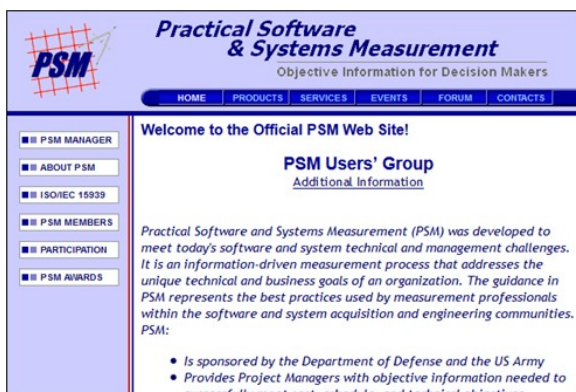 PSM
Practical Software
& Systems Measurement
Objective Information for Decision Makers
HOME PRODUCTS SERVICES EVENTS FORUM CONTACTS
PSM MANAGER
ABOUT PSM
ISO/IEC 15939
PSM MEMBERS
PARTICIPATION
PSM AWARDS
Welcome to the Official PSM Web Site!
PSM Users' Group
Additional Information
Practical Software and Systems Measurement (PSM) was developed to
meet today's software and system technical and management challenges.
It is an information-driven measurement process that addresses the
unique technical and business goals of an organization. The guidance in
PSM represents the best practices used by measurement professionals
within the software and system acquisition and engineering communities.
PSM:
Is sponsored by the Department of Defense and the US Army
Provides Project Managers with objective information needed to